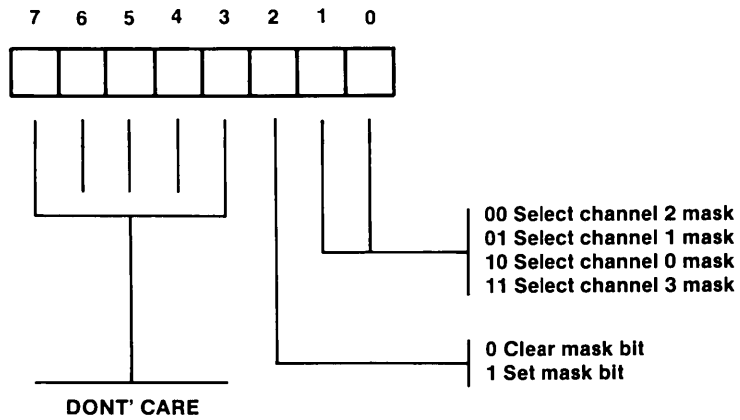 7 6 5 4 3 2 1 0
00 Select channel 2 mask
01 Select channel 1 mask
10 Select channel 0 mask
11 Select channel 3 mask
0 Clear mask bit
1 Set mask bit
DONT' CARE